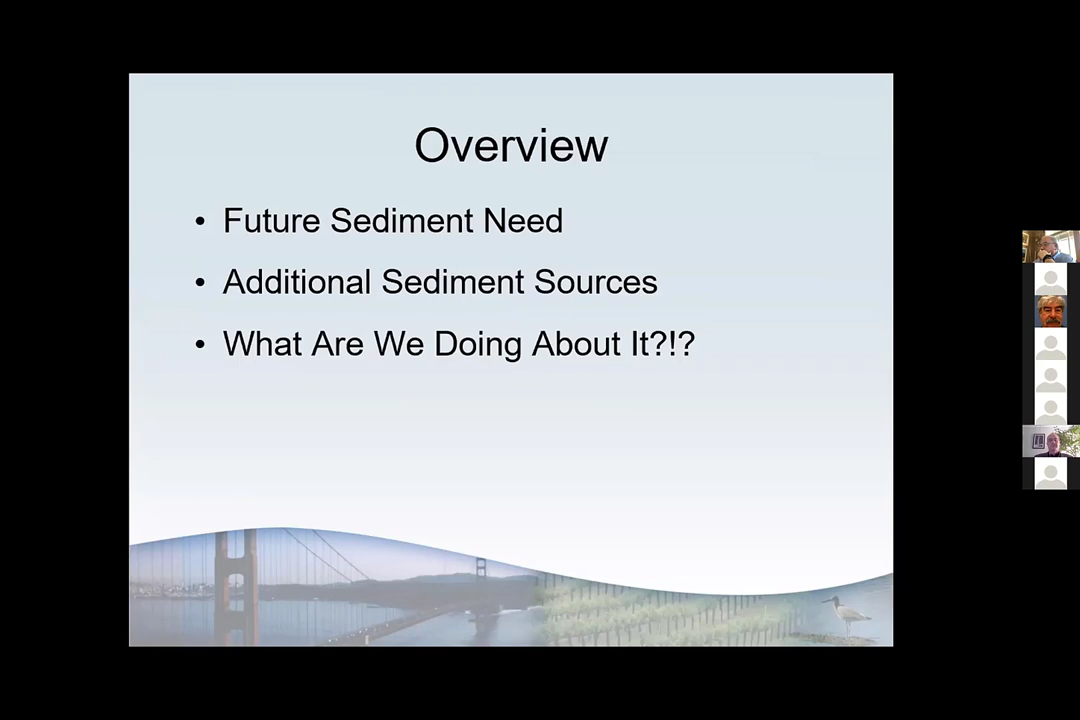 Overview
• Future Sediment Need
• Additional Sediment Sources
• What Are We Doing About It?!?